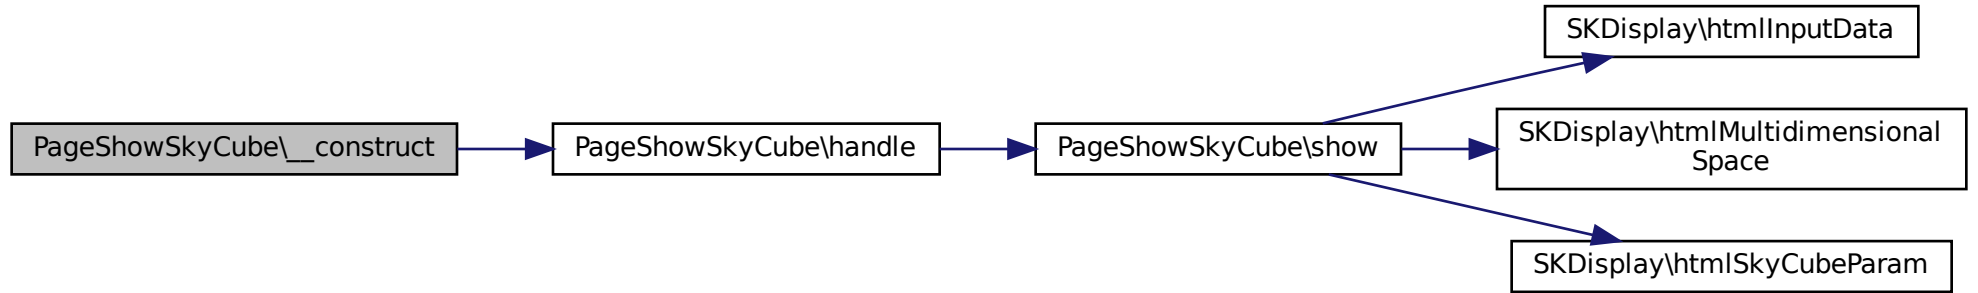 PageShowSkyCube\__construct
PageShowSkyCube\handle
PageShowSkyCube\show
SKDisplay\htmlInputData
SKDisplay\htmlMultidimensional
Space
SKDisplay\htmlSkyCubeParam